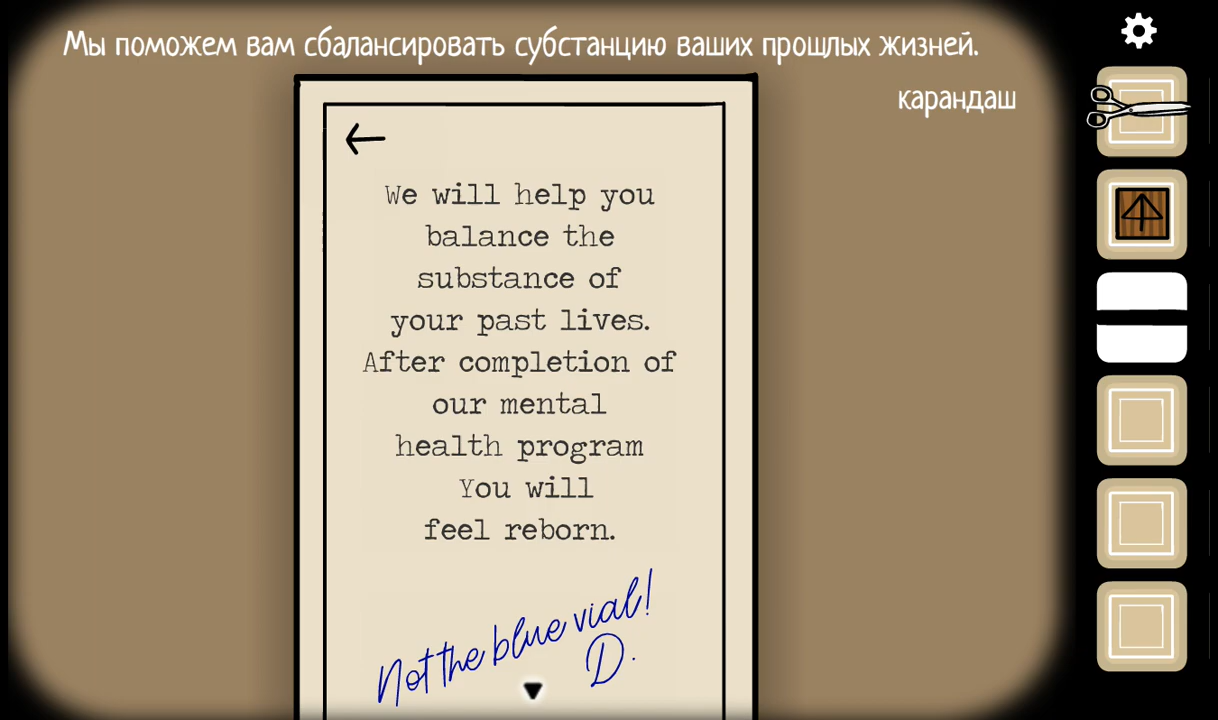 Мы поможем вам сбалансировать субстанцию ваших прошлых жизней.
карандаш
We will help you
balance the
substance of
your past lives.
After completion of
our mental
health program
You will
feel reborn.
Not the blue vial!
D.